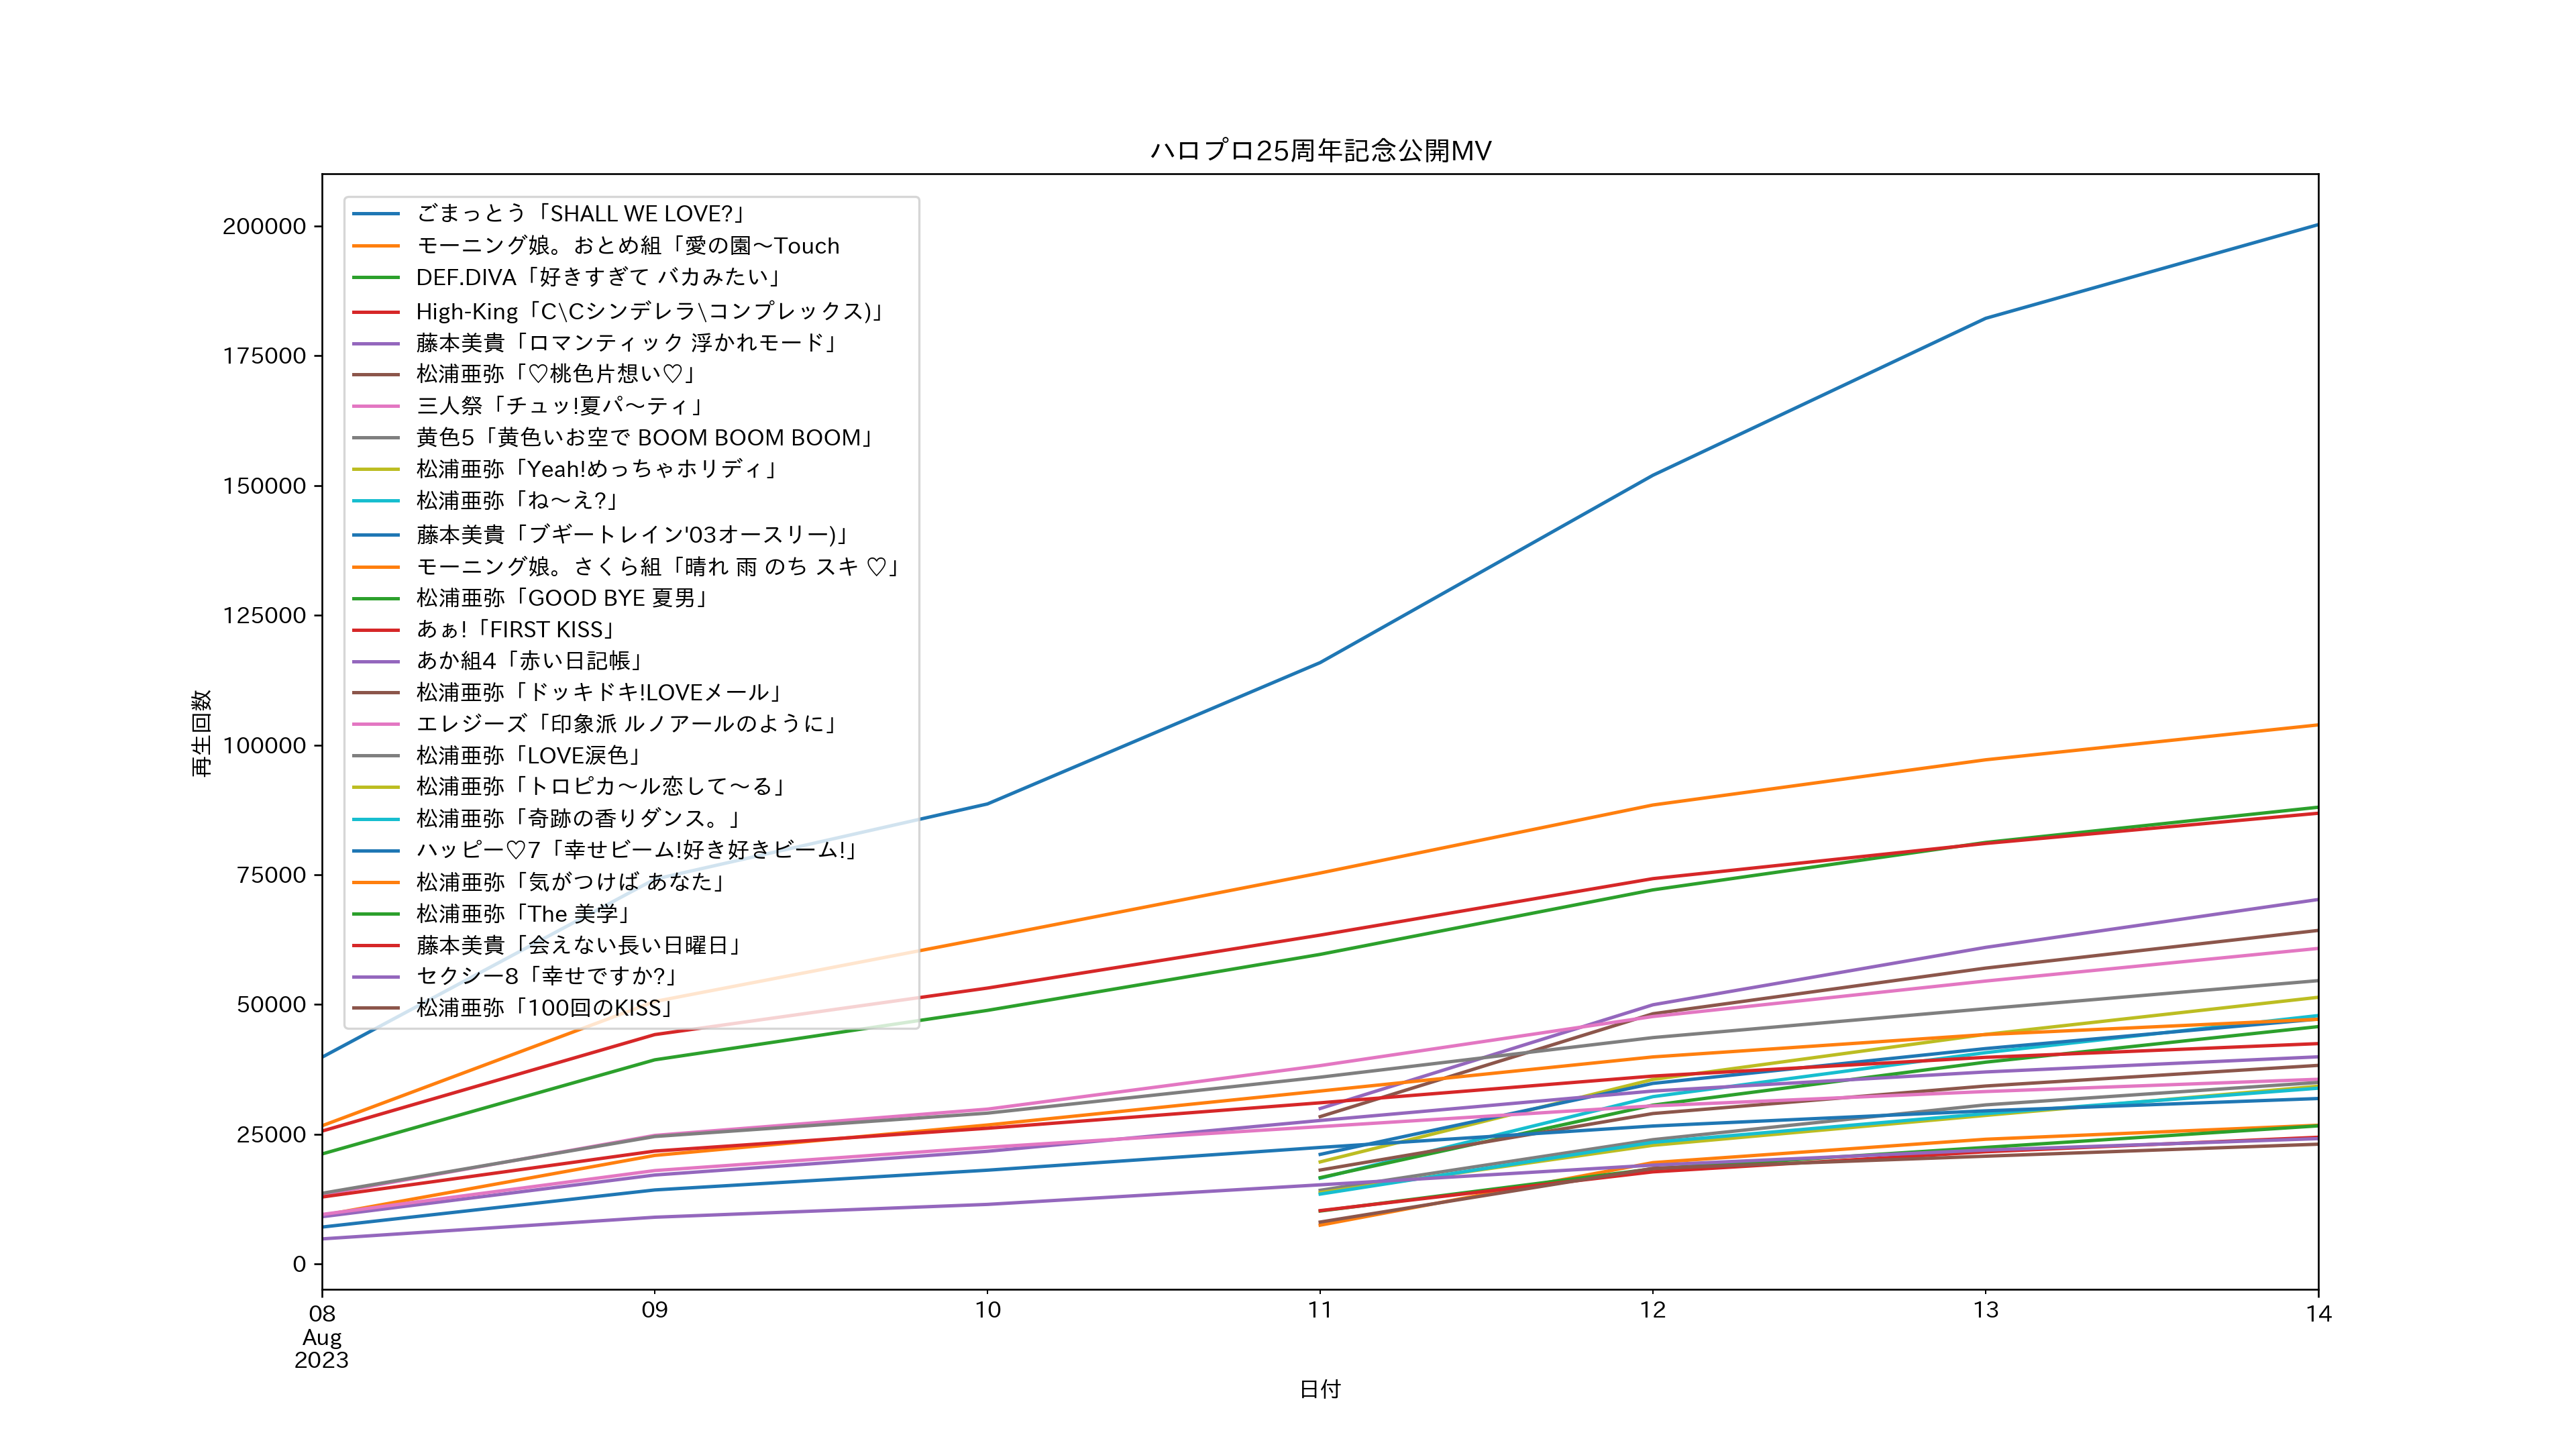 ハロプロ25周年記念公開MV
ごまっとう「SHALL WE LOVE?」
モーニング娘。おとめ組「愛の園〜Touch
DEF.DIVA「好きすぎて バカみたい」
High-King「C\Cシンデレラ\コンプレックス)」
藤本美貴「ロマンティック 浮かれモード」
松浦亜弥「♡桃色片想い♡」
三人祭「チュッ!夏パ〜ティ」
黄色5「黄色いお空で BOOM BOOM BOOM」
松浦亜弥「Yeah!めっちゃホリディ」
松浦亜弥「ね〜え?」
藤本美貴「ブギートレイン'03オースリー)」
モーニング娘。さくら組「晴れ 雨 のち スキ ♡」
松浦亜弥「GOOD BYE 夏男」
あぁ!「FIRST KISS」
あか組4「赤い日記帳」
松浦亜弥「ドッキドキ!LOVEメール」
エレジーズ「印象派 ルノアールのように」
松浦亜弥「LOVE涙色」
松浦亜弥「トロピカ〜ル恋して〜る」
松浦亜弥「奇跡の香りダンス。」
ハッピー♡7「幸せビーム!好き好きビーム!」
松浦亜弥「気がつけば あなた」
松浦亜弥「The 美学」
藤本美貴「会えない長い日曜日」
セクシー8「幸せですか?」
松浦亜弥「100回のKISS」
再生回数
200000
175000
150000
125000
100000
75000
50000
25000
0
08
Aug
2023
09
10
11
12
13
14
日付